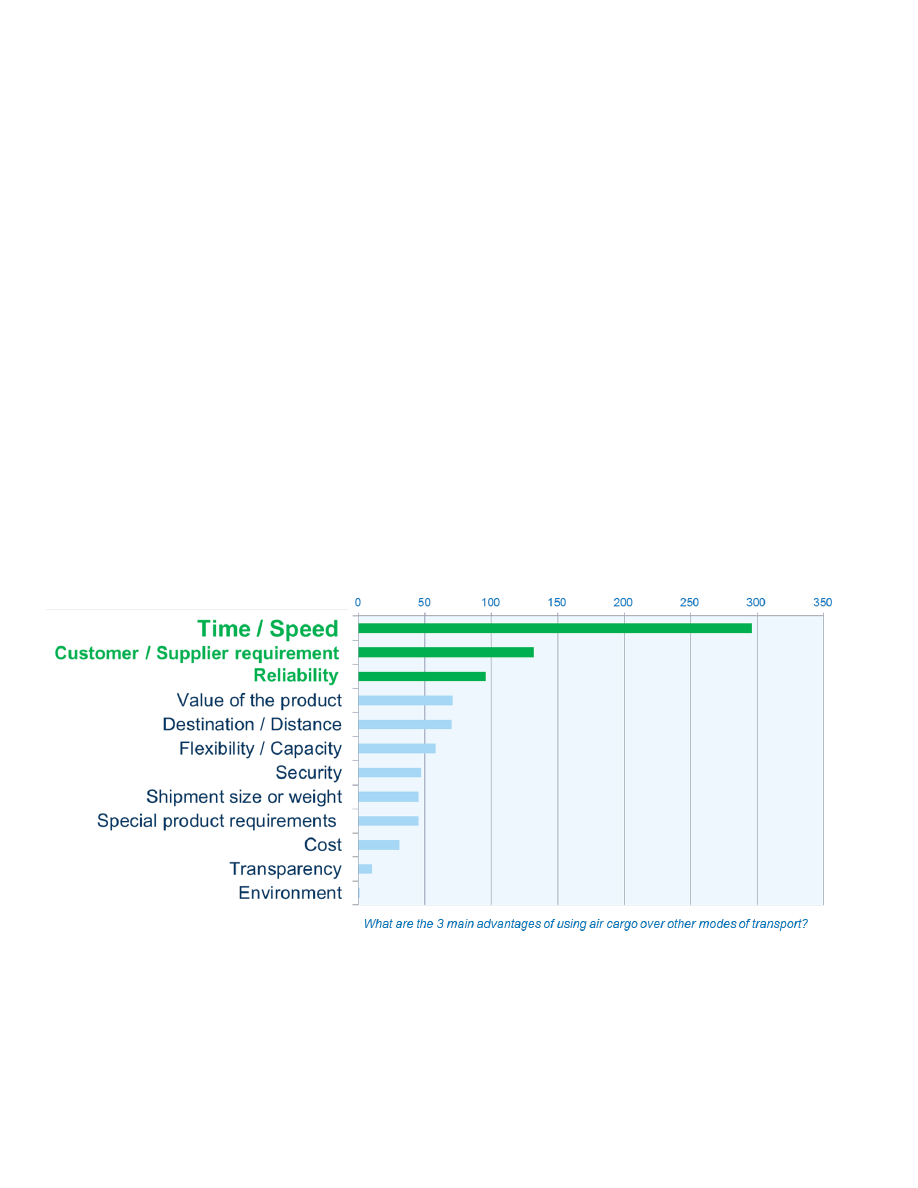 0 50 100 150 200 250 300 350
Time / Speed
Customer / Supplier requirement
Reliability
Value of the product
Destination / Distance
Flexibility / Capacity
Security
Shipment size or weight
Special product requirements
Cost
Transparency
Environment
What are the 3 main advantages of using air cargo over other modes of transport?